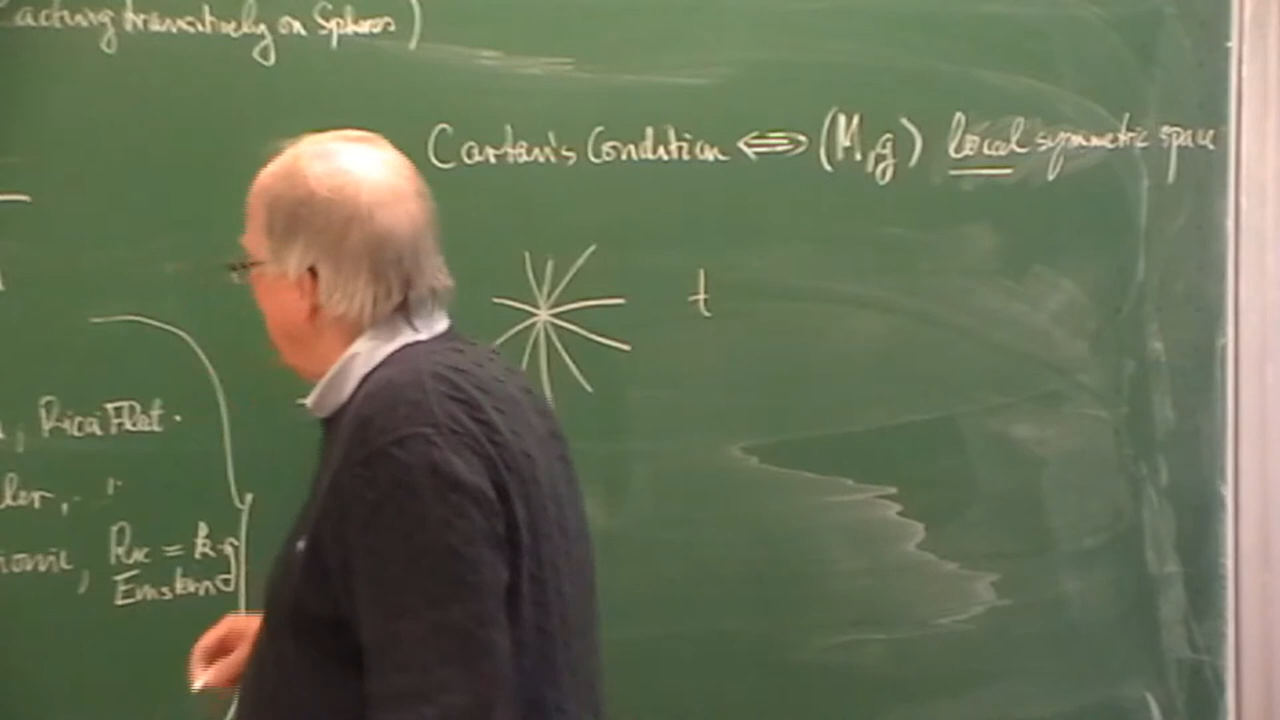 acting transitively on Spheres)
Cartan's Condition ⟺ (M,g) local symmetric space
t
, Ricci Flat.
ler, - "
ionic, Ric = k·g
Einstein